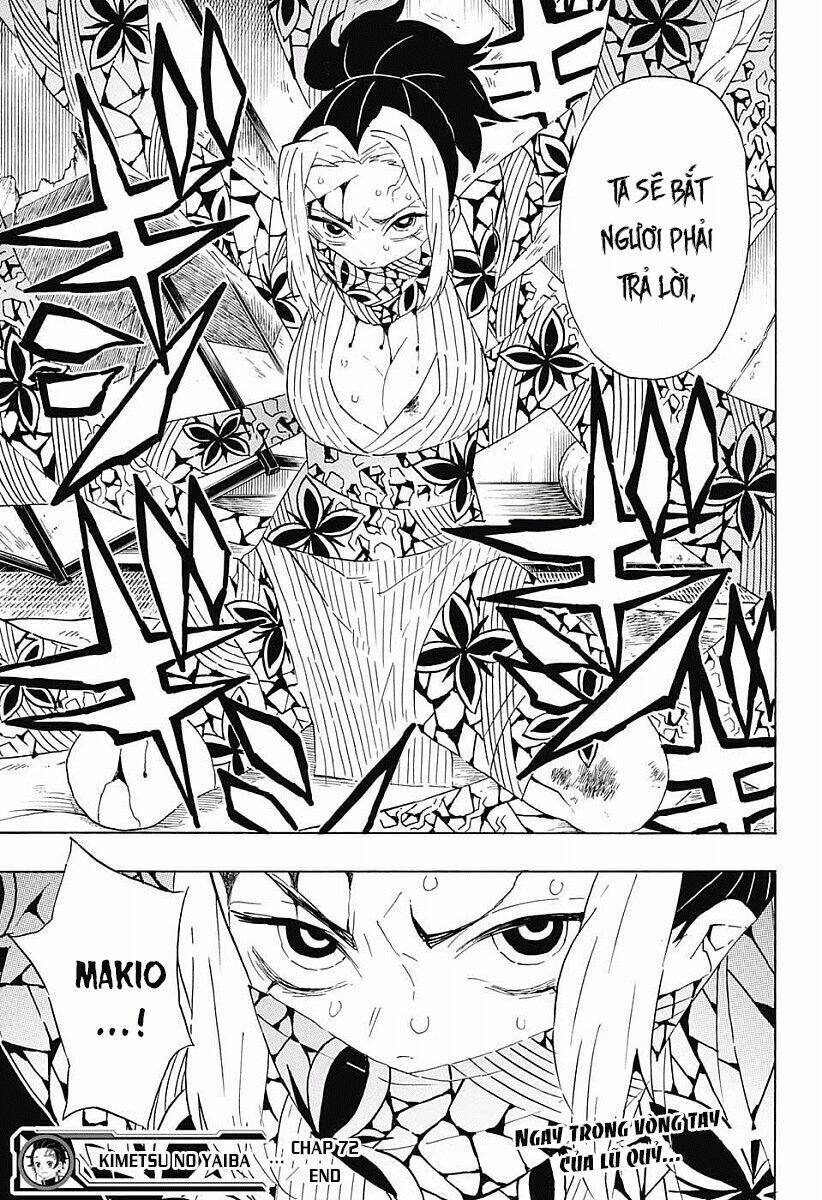 TA SẼ BẮT
NGƯƠI PHẢI
TRẢ LỜI,
MAKIO
...!
NGAY TRONG VÒNG TAY
CỦA LŨ QUỶ...
KIMETSU NO YAIBA ... CHAP 72
END